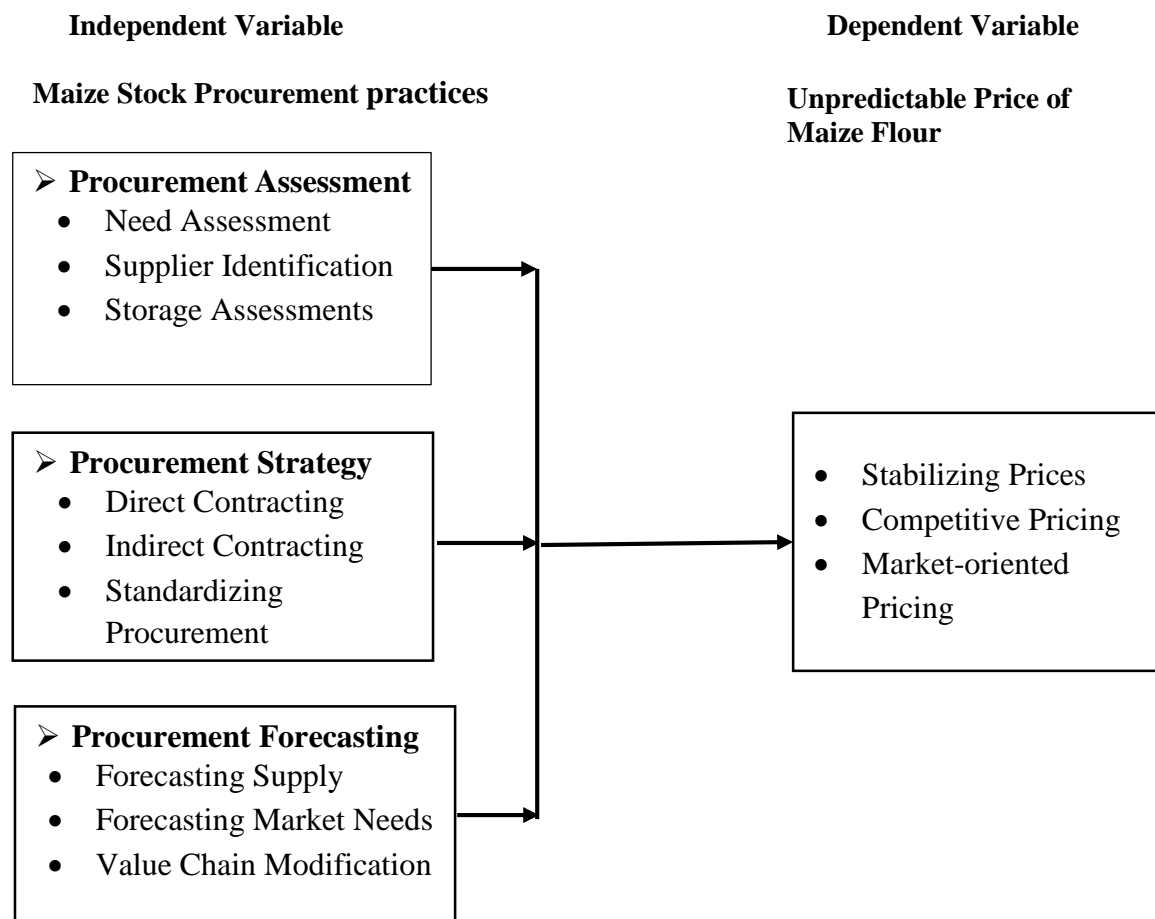 Independent Variable
Dependent Variable
Maize Stock Procurement practices
Unpredictable Price of
Maize Flour
➢ Procurement Assessment
• Need Assessment
• Supplier Identification
• Storage Assessments
➢ Procurement Strategy
• Direct Contracting
• Indirect Contracting
• Standardizing
Procurement
➢ Procurement Forecasting
• Forecasting Supply
• Forecasting Market Needs
• Value Chain Modification
• Stabilizing Prices
• Competitive Pricing
• Market-oriented
Pricing